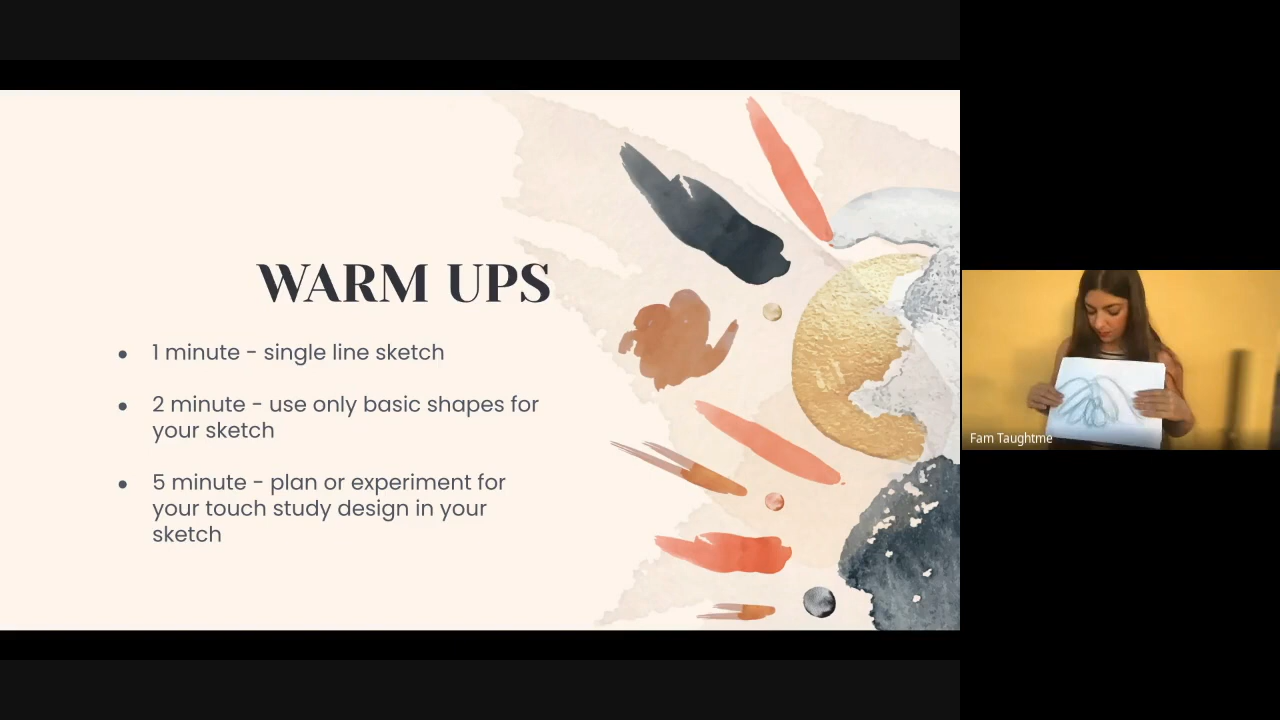 WARM UPS
● 1 minute - single line sketch
● 2 minute - use only basic shapes for
your sketch
● 5 minute - plan or experiment for
your touch study design in your
sketch
Fam Taughtme